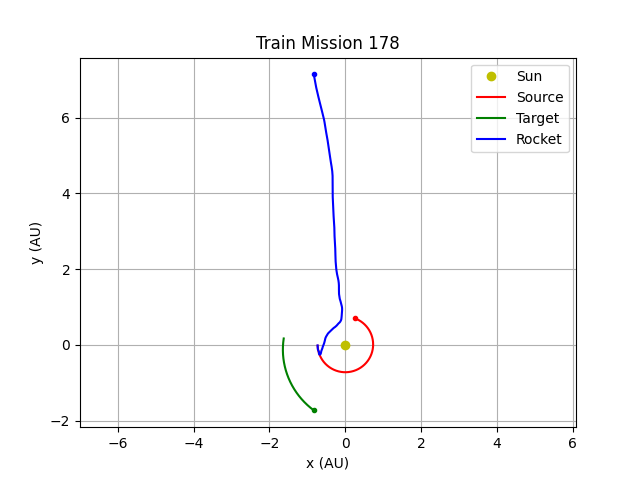 Train Mission 178
Sun
Source
Target
Rocket
y (AU)
6
4
2
0
−2
−6
−4
−2
0
2
4
6
x (AU)